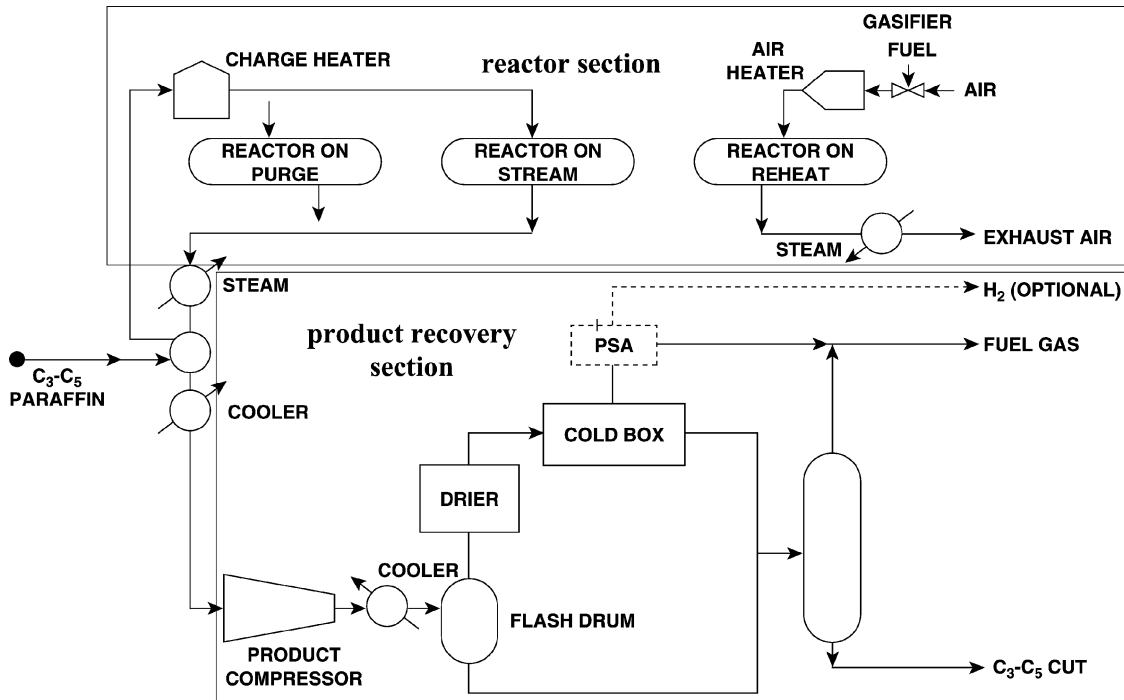 GASIFIER
FUEL
CHARGE HEATER
reactor section
AIR
HEATER
AIR
REACTOR ON
PURGE
REACTOR ON
STREAM
REACTOR ON
REHEAT
STEAM
EXHAUST AIR
STEAM
H₂ (OPTIONAL)
product recovery
section
PSA
FUEL GAS
C₃-C₅
PARAFFIN
COOLER
COLD BOX
DRIER
COOLER
FLASH DRUM
PRODUCT
COMPRESSOR
C₃-C₅ CUT